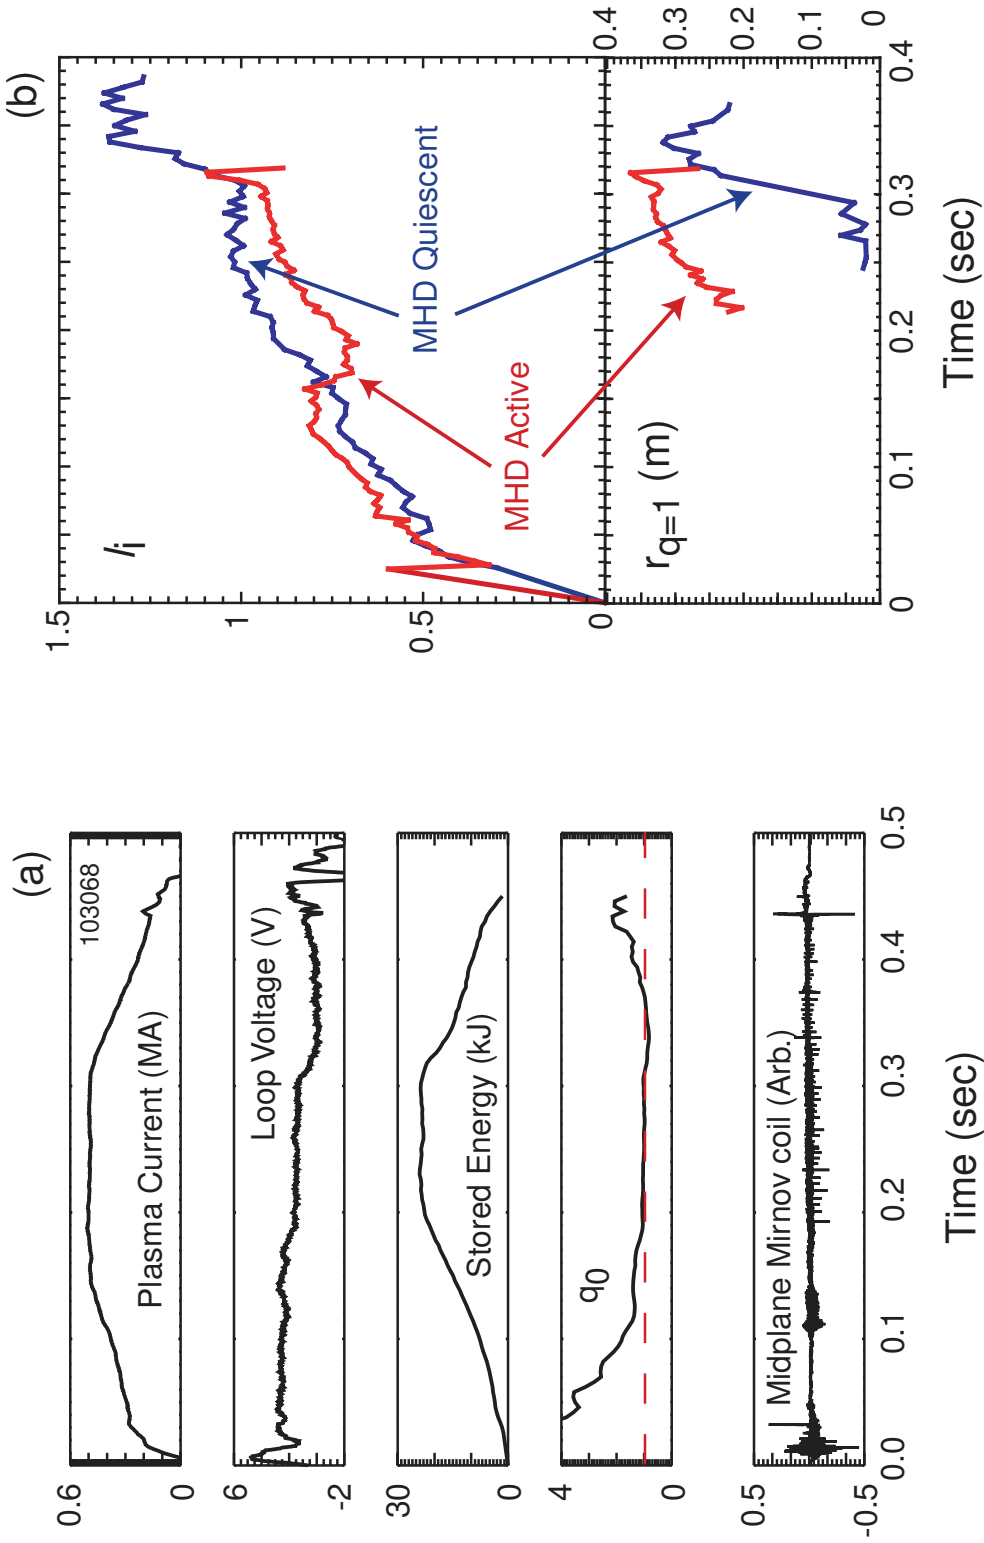 (a)
103068
0.6
Plasma Current (MA)
0
6
Loop Voltage (V)
-2
30
Stored Energy (kJ)
0
4
q0
0
0.5
Midplane Mirnov coil (Arb.)
-0.5
0.0 0.1 0.2 0.3 0.4 0.5
Time (sec)
(b)
1.5
li
1
MHD Quiescent
0.5
MHD Active
0
0.4
rq=1 (m)
0.3
0.2
0.1
0
0 0.1 0.2 0.3 0.4
Time (sec)